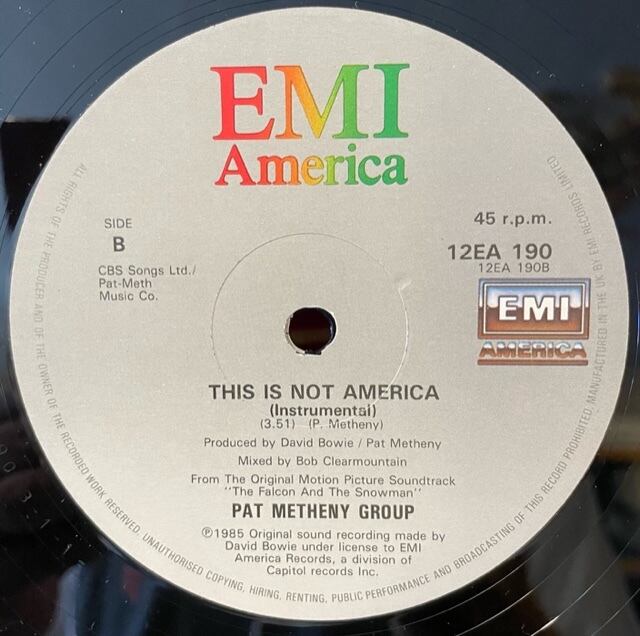 EMI
America
SIDE
B
CBS Songs Ltd./
Pat-Meth
Music Co.
45 r.p.m.
12EA 190
12EA 190B
EMI
AMERICA
THIS IS NOT AMERICA
(Instrumental)
(3.51) (P. Metheny)
Produced by David Bowie / Pat Metheny
Mixed by Bob Clearmountain
From The Original Motion Picture Soundtrack
"The Falcon And The Snowman"
PAT METHENY GROUP
Ⓟ1985 Original sound recording made by
David Bowie under license to EMI
America Records, a division of
Capitol records Inc.
ALL RIGHTS OF THE PRODUCER AND OF THE OWNER OF THE RECORDED WORK RESERVED. UNAUTHORISED COPYING, HIRING, RENTING, PUBLIC PERFORMANCE AND BROADCASTING OF THIS RECORD PROHIBITED. MANUFACTURED IN THE UK BY EMI RECORDS LIMITED